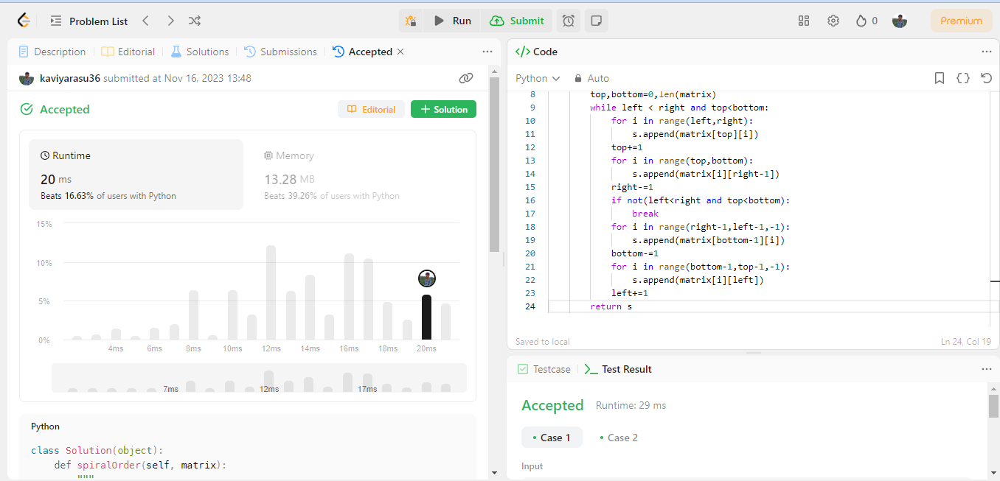 Problem List
Run
Submit
0
Premium
Description
Editorial
Solutions
Submissions
Accepted
kaviyarasu36 submitted at Nov 16, 2023 13:48
Accepted
Editorial
Solution
Runtime
20 ms
Beats 16.63% of users with Python
Memory
13.28 MB
Beats 39.26% of users with Python
15%
10%
5%
0%
4ms 6ms 8ms 10ms 12ms 14ms 16ms 18ms 20ms
7ms 12ms 17ms
Python
class Solution(object):
    def spiralOrder(self, matrix):
        """
</> Code
Python
Auto
8 top,bottom=0,len(matrix)
9 while left < right and top<bottom:
10     for i in range(left,right):
11         s.append(matrix[top][i])
12     top+=1
13     for i in range(top,bottom):
14         s.append(matrix[i][right-1])
15     right-=1
16     if not(left<right and top<bottom):
17         break
18     for i in range(right-1,left-1,-1):
19         s.append(matrix[bottom-1][i])
20     bottom-=1
21     for i in range(bottom-1,top-1,-1):
22         s.append(matrix[i][left])
23     left+=1
24 return s
Saved to local
Ln 24, Col 19
Testcase
Test Result
Accepted
Runtime: 29 ms
• Case 1
• Case 2
Input